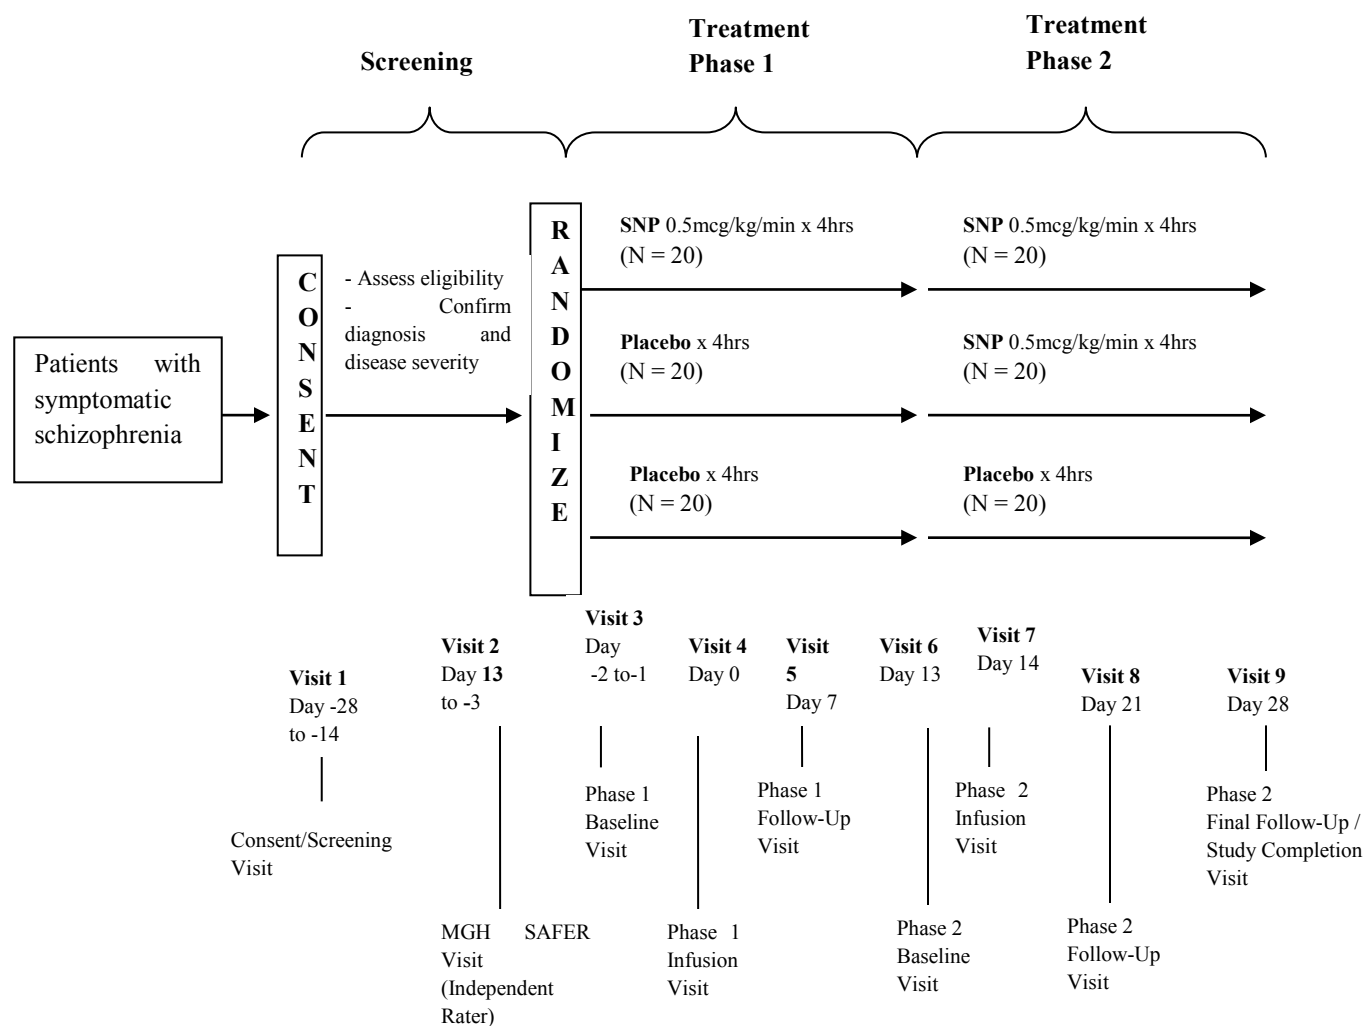 Screening
Treatment
Phase 1
Treatment
Phase 2
Patients with
symptomatic
schizophrenia
C
O
N
S
E
N
T
- Assess eligibility
- Confirm
diagnosis and
disease severity
R
A
N
D
O
M
I
Z
E
SNP 0.5mcg/kg/min x 4hrs
(N = 20)
SNP 0.5mcg/kg/min x 4hrs
(N = 20)
Placebo x 4hrs
(N = 20)
SNP 0.5mcg/kg/min x 4hrs
(N = 20)
Placebo x 4hrs
(N = 20)
Placebo x 4hrs
(N = 20)
Visit 1
Day -28
to -14
Consent/Screening
Visit
Visit 2
Day 13
to -3
MGH SAFER
Visit
(Independent
Rater)
Visit 3
Day
-2 to-1
Phase 1
Baseline
Visit
Visit 4
Day 0
Phase 1
Infusion
Visit
Visit
5
Day 7
Phase 1
Follow-Up
Visit
Visit 6
Day 13
Phase 2
Baseline
Visit
Visit 7
Day 14
Phase 2
Infusion
Visit
Visit 8
Day 21
Phase 2
Follow-Up
Visit
Visit 9
Day 28
Phase 2
Final Follow-Up /
Study Completion
Visit